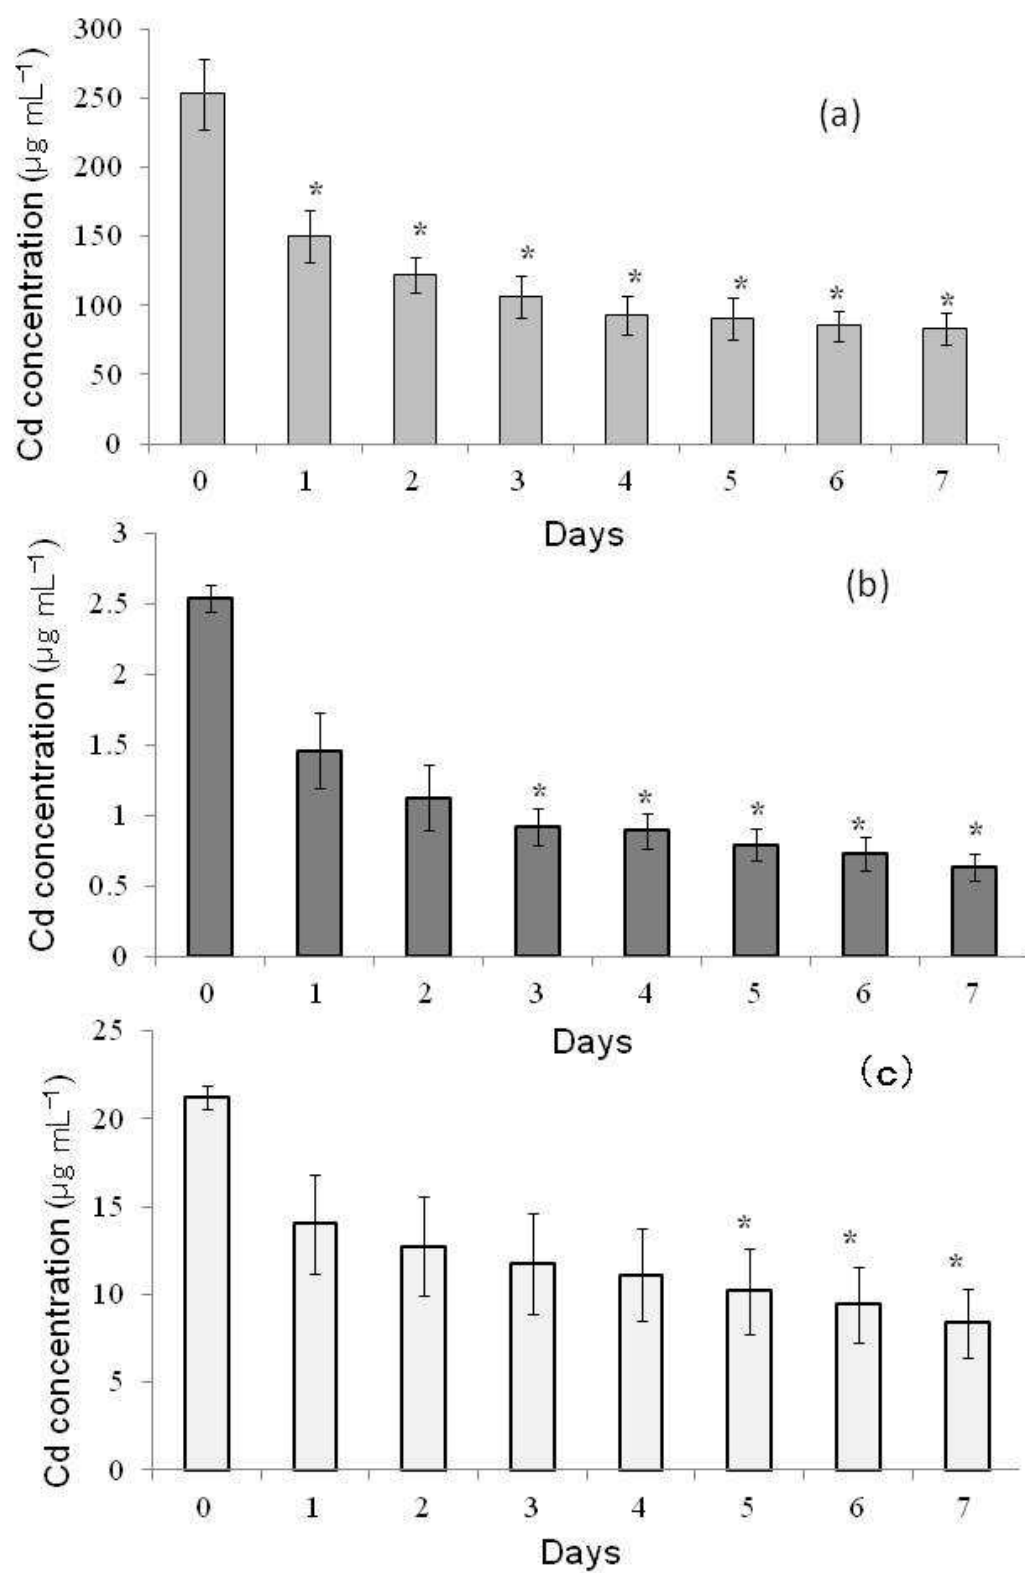 300
250
200
150
100
50
0
Cd concentration (µg mL⁻¹)
(a)
* * * * * * *
0 1 2 3 4 5 6 7
Days
3
2.5
2
1.5
1
0.5
0
Cd concentration (µg mL⁻¹)
(b)
* * * * *
0 1 2 3 4 5 6 7
Days
25
20
15
10
5
0
Cd concentration (µg mL⁻¹)
(c)
* * *
0 1 2 3 4 5 6 7
Days